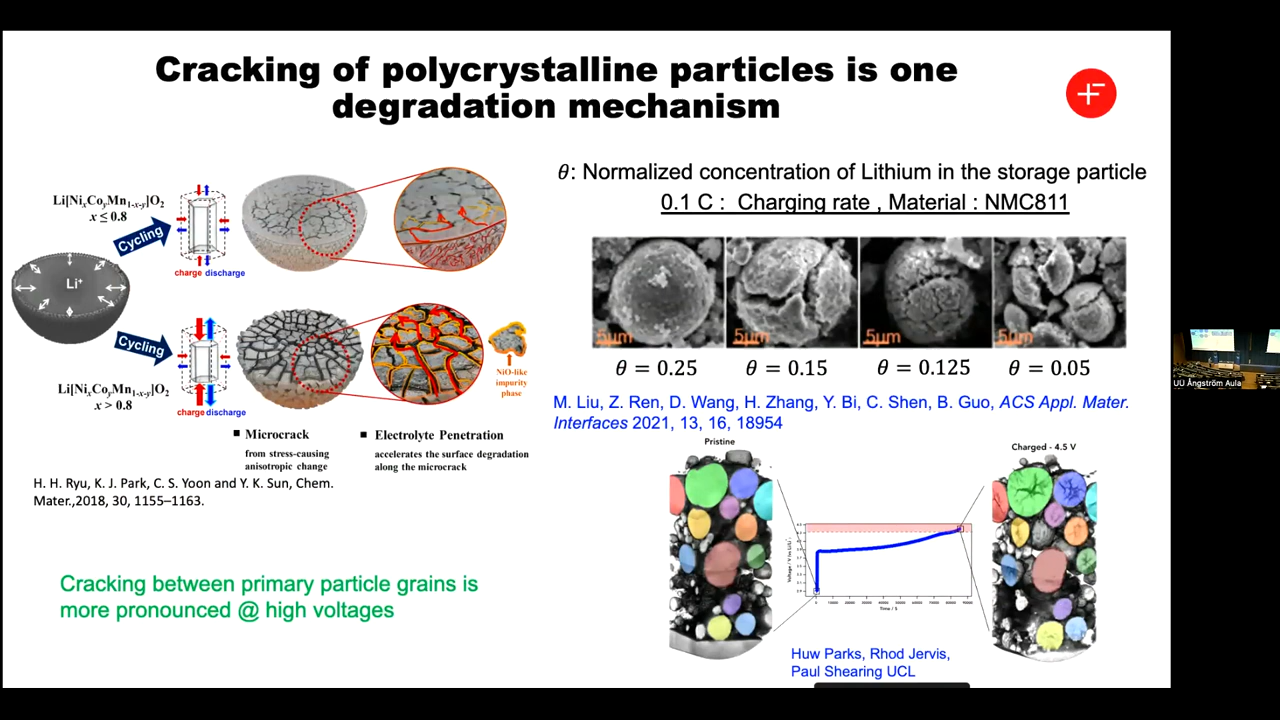 Cracking of polycrystalline particles is one
degradation mechanism
Li[NixCoyMn1-x-y]O2
x ≤ 0.8
Cycling
charge discharge
Li+
Cycling
Li[NixCoyMn1-x-y]O2
x > 0.8
charge discharge
NiO-like
impurity
phase
■ Microcrack
from stress-causing
anisotropic change
■ Electrolyte Penetration
accelerates the surface degradation
along the microcrack
H. H. Ryu, K. J. Park, C. S. Yoon and Y. K. Sun, Chem.
Mater.,2018, 30, 1155–1163.
Cracking between primary particle grains is
more pronounced @ high voltages
θ: Normalized concentration of Lithium in the storage particle
0.1 C : Charging rate , Material : NMC811
5μm
5μm
5μm
5μm
θ = 0.25
θ = 0.15
θ = 0.125
θ = 0.05
M. Liu, Z. Ren, D. Wang, H. Zhang, Y. Bi, C. Shen, B. Guo, ACS Appl. Mater.
Interfaces 2021, 13, 16, 18954
Pristine
Charged - 4.5 V
Voltage / V (vs Li/Li+)
Time / S
Huw Parks, Rhod Jervis,
Paul Shearing UCL
UU Ångström Aula